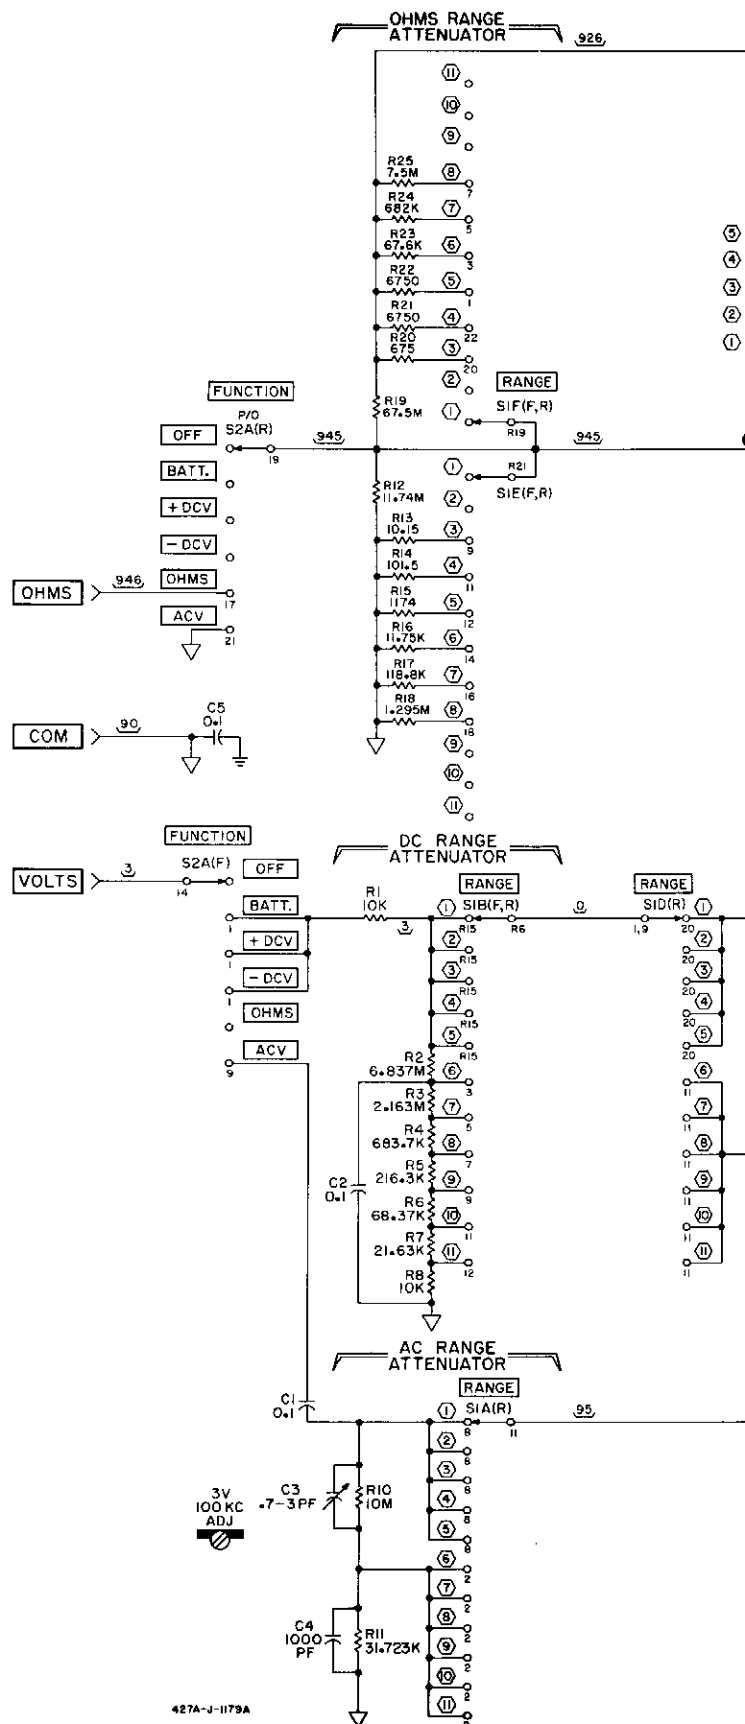 OHMS RANGE
ATTENUATOR
926
11
10
9
R25
7.5M
8
7
R24
682K
7
5
R23
67.6K
6
3
R22
6750
5
1
R21
6750
4
22
R20
675
3
20
2
R19
67.5M
1
RANGE
S1F(F,R)
R19
5
4
3
2
1
FUNCTION
P/O
S2A(R)
OFF
19
945
945
BATT.
+DCV
-DCV
OHMS
946
OHMS
17
ACV
21
R12
11.74M
1
R21
S1E(F,R)
2
R13
10.15
3
9
R14
101.5
4
11
R15
1174
5
12
R16
11.75K
6
14
R17
118.8K
7
16
R18
1.295M
8
18
9
10
11
COM
90
C5
0.1
FUNCTION
VOLTS
3
S2A(F)
14
OFF
BATT.
1
+DCV
1
-DCV
1
OHMS
ACV
9
DC RANGE
ATTENUATOR
R1
10K
3
RANGE
1
S1B(F,R)
R15
R6
0
RANGE
S1D(R)
1,9
20
1
2
R15
20
2
3
R15
20
3
4
R15
20
4
5
R15
20
5
R2
6.837M
6
3
11
6
R3
2.163M
7
5
11
7
R4
683.7K
8
7
11
8
R5
216.3K
9
9
11
9
C2
0.1
R6
68.37K
10
11
11
10
R7
21.63K
11
12
11
11
R8
10K
AC RANGE
ATTENUATOR
C1
0.1
RANGE
1
S1A(R)
8
11
95
2
8
3
8
4
8
5
8
6
2
7
2
8
2
9
2
10
2
11
3V
100 KC
ADJ
C3
.7-3PF
R10
10M
C4
1000
PF
R11
31.723K
427A-J-1179A